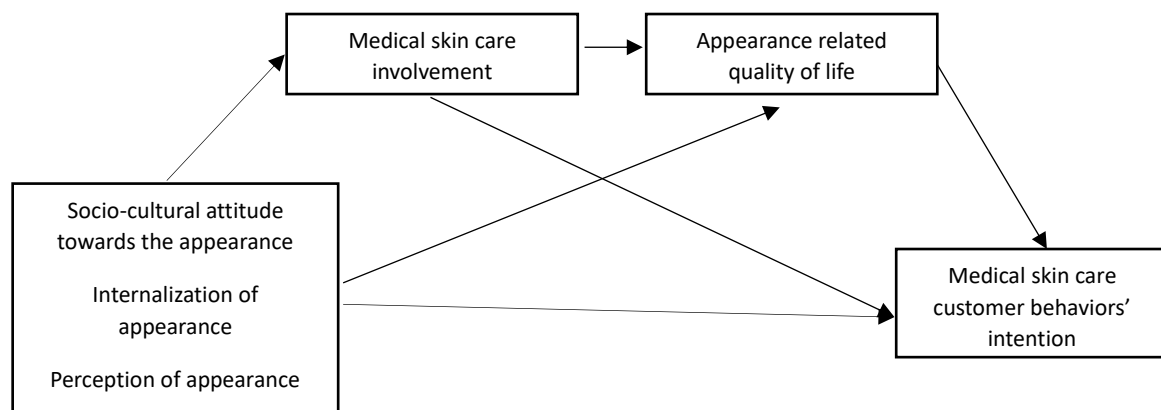 Medical skin care
involvement
Appearance related
quality of life
Socio-cultural attitude
towards the appearance
Internalization of
appearance
Perception of appearance
Medical skin care
customer behaviors’
intention